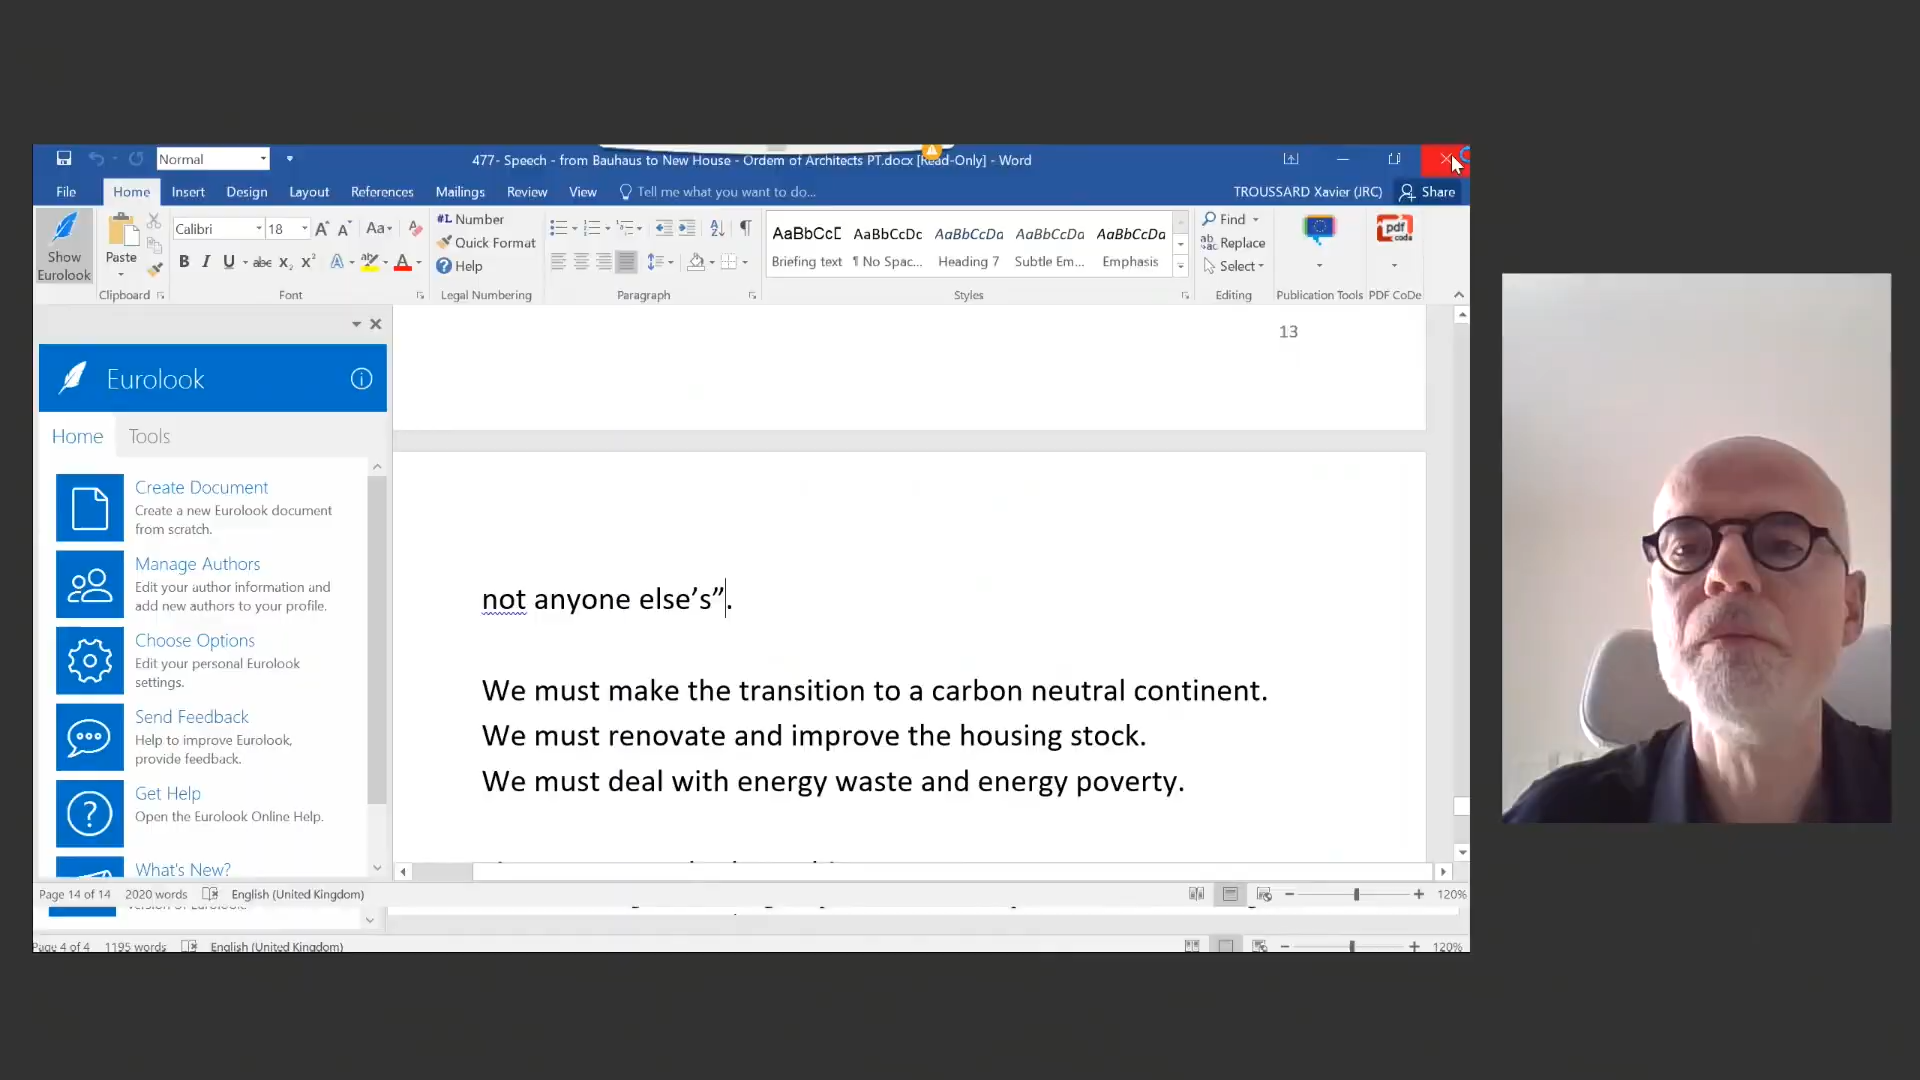 Normal
477- Speech - from Bauhaus to New House - Ordem of Architects PT.docx [Read-Only] - Word
File Home Insert Design Layout References Mailings Review View Tell me what you want to do... TROUSSARD Xavier (JRC) Share
Show Eurolook
Paste
Clipboard
Calibri 18
B I U abc X₂ X²
Font
Number
Quick Format
Help
Legal Numbering
Paragraph
AaBbCcD AaBbCcDc AaBbCcDa AaBbCcDa AaBbCcDa
Briefing text ¶ No Spac... Heading 7 Subtle Em... Emphasis
Styles
Find
Replace
Select
Editing
Publication Tools
pdf coda
PDF CoDe
13
Eurolook
Home Tools
Create Document
Create a new Eurolook document
from scratch.
Manage Authors
Edit your author information and
add new authors to your profile.
Choose Options
Edit your personal Eurolook
settings.
Send Feedback
Help to improve Eurolook,
provide feedback.
Get Help
Open the Eurolook Online Help.
What's New?
not anyone else’s”.
We must make the transition to a carbon neutral continent.
We must renovate and improve the housing stock.
We must deal with energy waste and energy poverty.
Page 14 of 14 2020 words English (United Kingdom) 120%
Page 4 of 4 1195 words English (United Kingdom) 120%